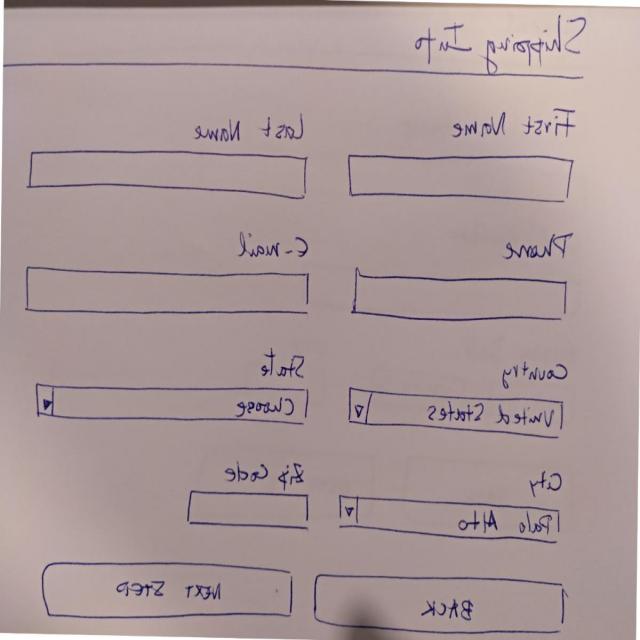 Shipping Info
First Name Last Name
Phone E-mail
Country State
United States Choose
City Zip Code
Palo Alto
BACK NEXT STEP